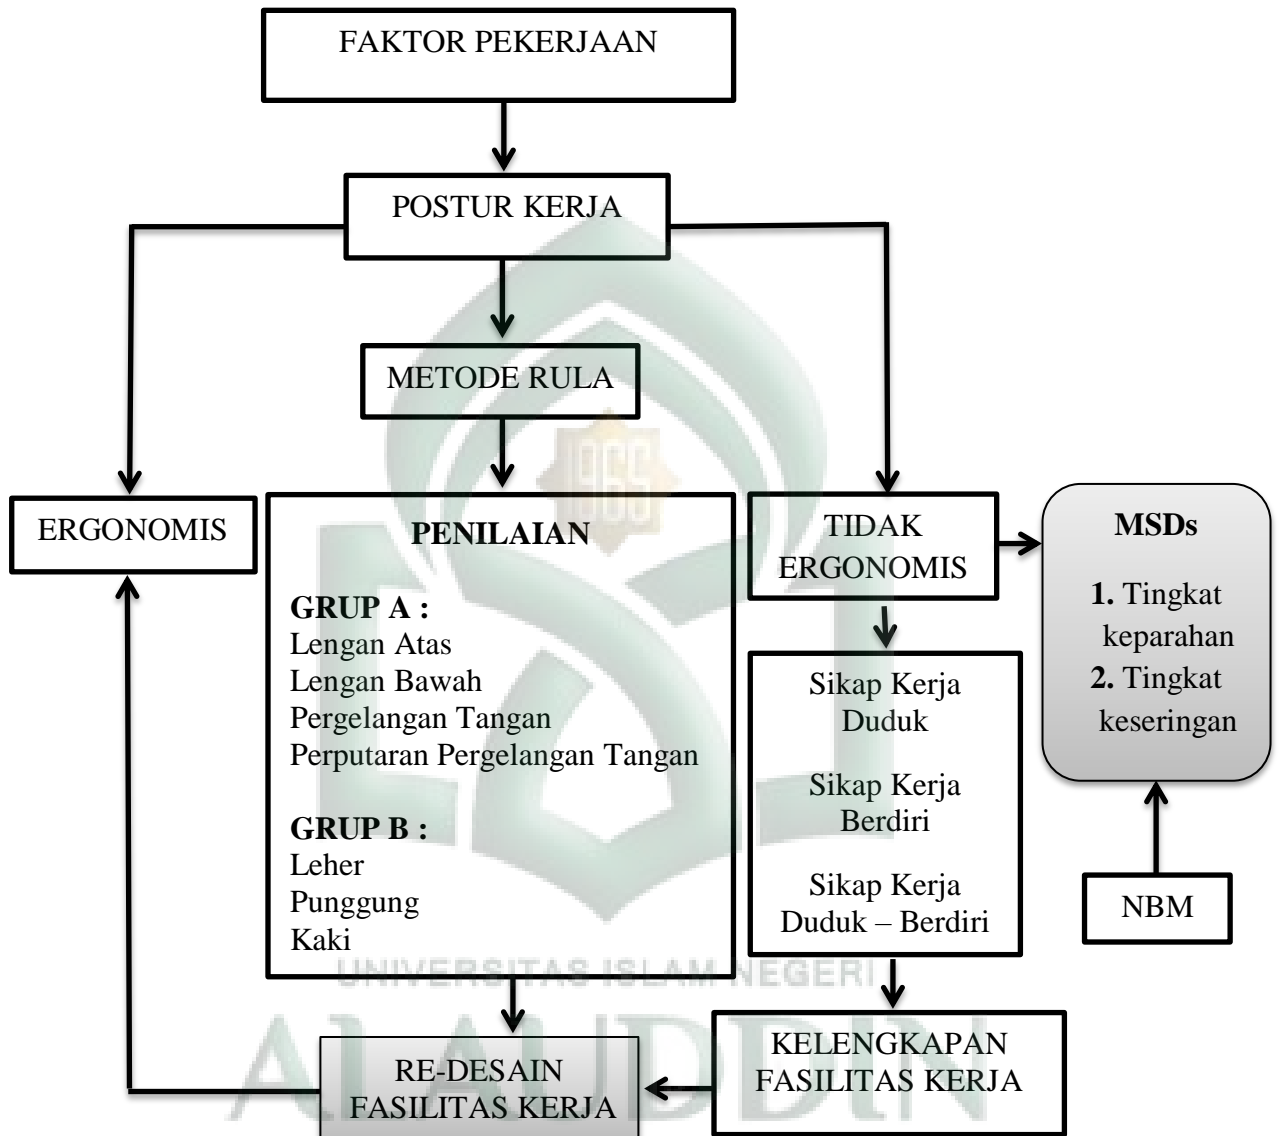 FAKTOR PEKERJAAN
POSTUR KERJA
METODE RULA
1965
ERGONOMIS
PENILAIAN
GRUP A :
Lengan Atas
Lengan Bawah
Pergelangan Tangan
Perputaran Pergelangan Tangan
GRUP B :
Leher
Punggung
Kaki
TIDAK
ERGONOMIS
MSDs
1. Tingkat
keparahan
2. Tingkat
keseringan
Sikap Kerja
Duduk
Sikap Kerja
Berdiri
Sikap Kerja
Duduk – Berdiri
NBM
UNIVERSITAS ISLAM NEGERI
ALAUDDIN
RE-DESAIN
FASILITAS KERJA
KELENGKAPAN
FASILITAS KERJA